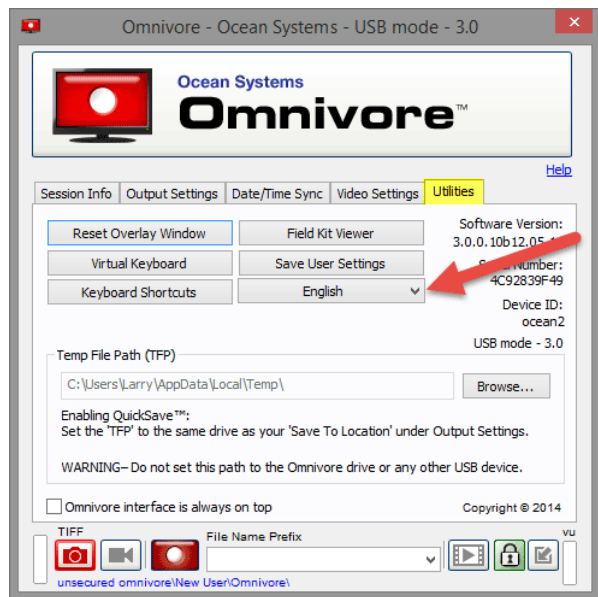 Omnivore - Ocean Systems - USB mode - 3.0
Ocean Systems
Omnivore™
Help
Session Info Output Settings Date/Time Sync Video Settings Utilities
Reset Overlay Window Field Kit Viewer Software Version:
3.0.0.10b12.05
Virtual Keyboard Save User Settings Number:
4C92839F49
Keyboard Shortcuts English
Device ID:
ocean2
USB mode - 3.0
Temp File Path (TFP)
C:\Users\Larry\AppData\Local\Temp\ Browse...
Enabling QuickSave™:
Set the 'TFP' to the same drive as your 'Save To Location' under Output Settings.
WARNING– Do not set this path to the Omnivore drive or any other USB device.
Omnivore interface is always on top Copyright © 2014
TIFF File Name Prefix vu
unsecured omnivore\New User\Omnivore\